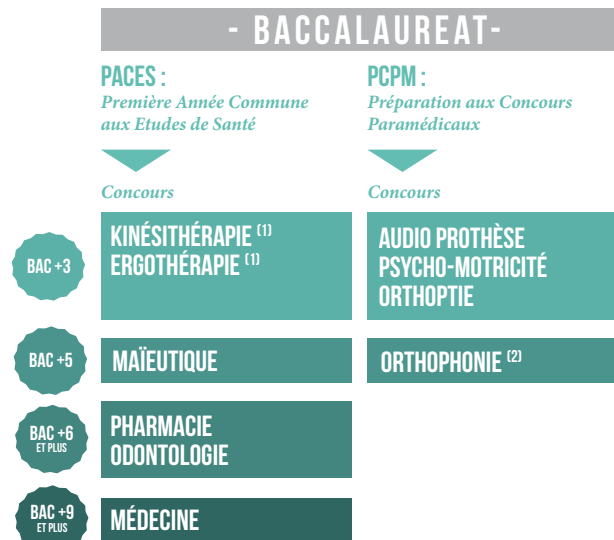 - BACCALAUREAT-
PACES :
Première Année Commune
aux Etudes de Santé
Concours
PCPM :
Préparation aux Concours
Paramédicaux
Concours
BAC +3
KINÉSITHÉRAPIE (1)
ERGOTHÉRAPIE (1)
AUDIO PROTHÈSE
PSYCHO-MOTRICITÉ
ORTHOPTIE
BAC +5
MAÏEUTIQUE
ORTHOPHONIE (2)
BAC +6
ET PLUS
PHARMACIE
ODONTOLOGIE
BAC +9
ET PLUS
MÉDECINE